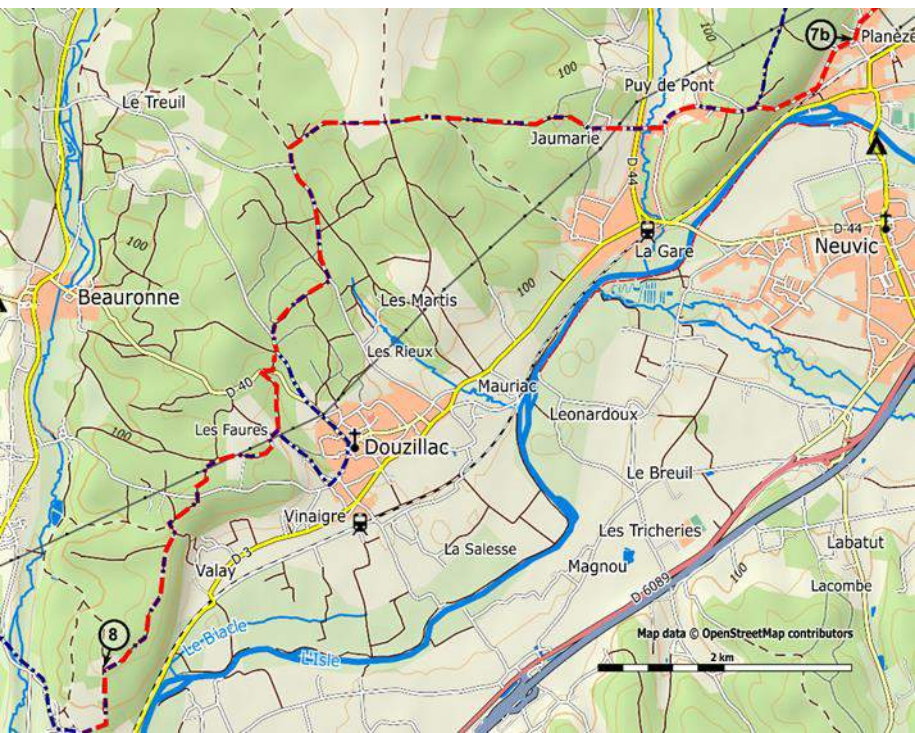 7b
Planèze
100
Puy de Pont
100
Le Treuil
Jaumarie
D 44
D 44
Neuvic
La Gare
100
Beauronne
100
Les Martis
Les Rieux
D 40
Mauriac
Leonardoux
100
Les Faures
Douzillac
Le Breuil
Vinaigre
Les Tricheries
La Salesse
Labatut
D 3
Valay
Magnou
D 6089
100
Lacombe
8
Le Biacle
Map data © OpenStreetMap contributors
L'Isle
2 km